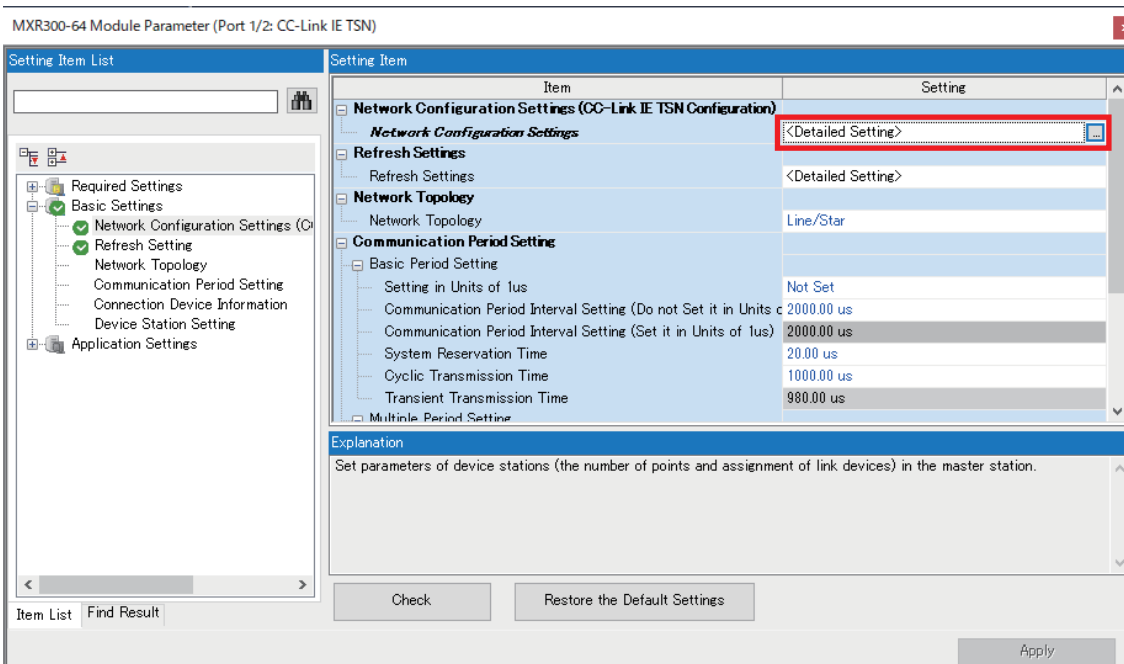 MXR300-64 Module Parameter (Port 1/2: CC-Link IE TSN)
Setting Item List
Required Settings
Basic Settings
Network Configuration Settings (C
Refresh Setting
Network Topology
Communication Period Setting
Connection Device Information
Device Station Setting
Application Settings
Item List Find Result
Setting Item
Item Setting
Network Configuration Settings (CC-Link IE TSN Configuration)
Network Configuration Settings <Detailed Setting> ...
Refresh Settings
Refresh Settings <Detailed Setting>
Network Topology
Network Topology Line/Star
Communication Period Setting
Basic Period Setting
Setting in Units of 1us Not Set
Communication Period Interval Setting (Do not Set it in Units 2000.00 us
Communication Period Interval Setting (Set it in Units of 1us) 2000.00 us
System Reservation Time 20.00 us
Cyclic Transmission Time 1000.00 us
Transient Transmission Time 980.00 us
Multiple Period Setting
Explanation
Set parameters of device stations (the number of points and assignment of link devices) in the master station.
Check Restore the Default Settings
Apply